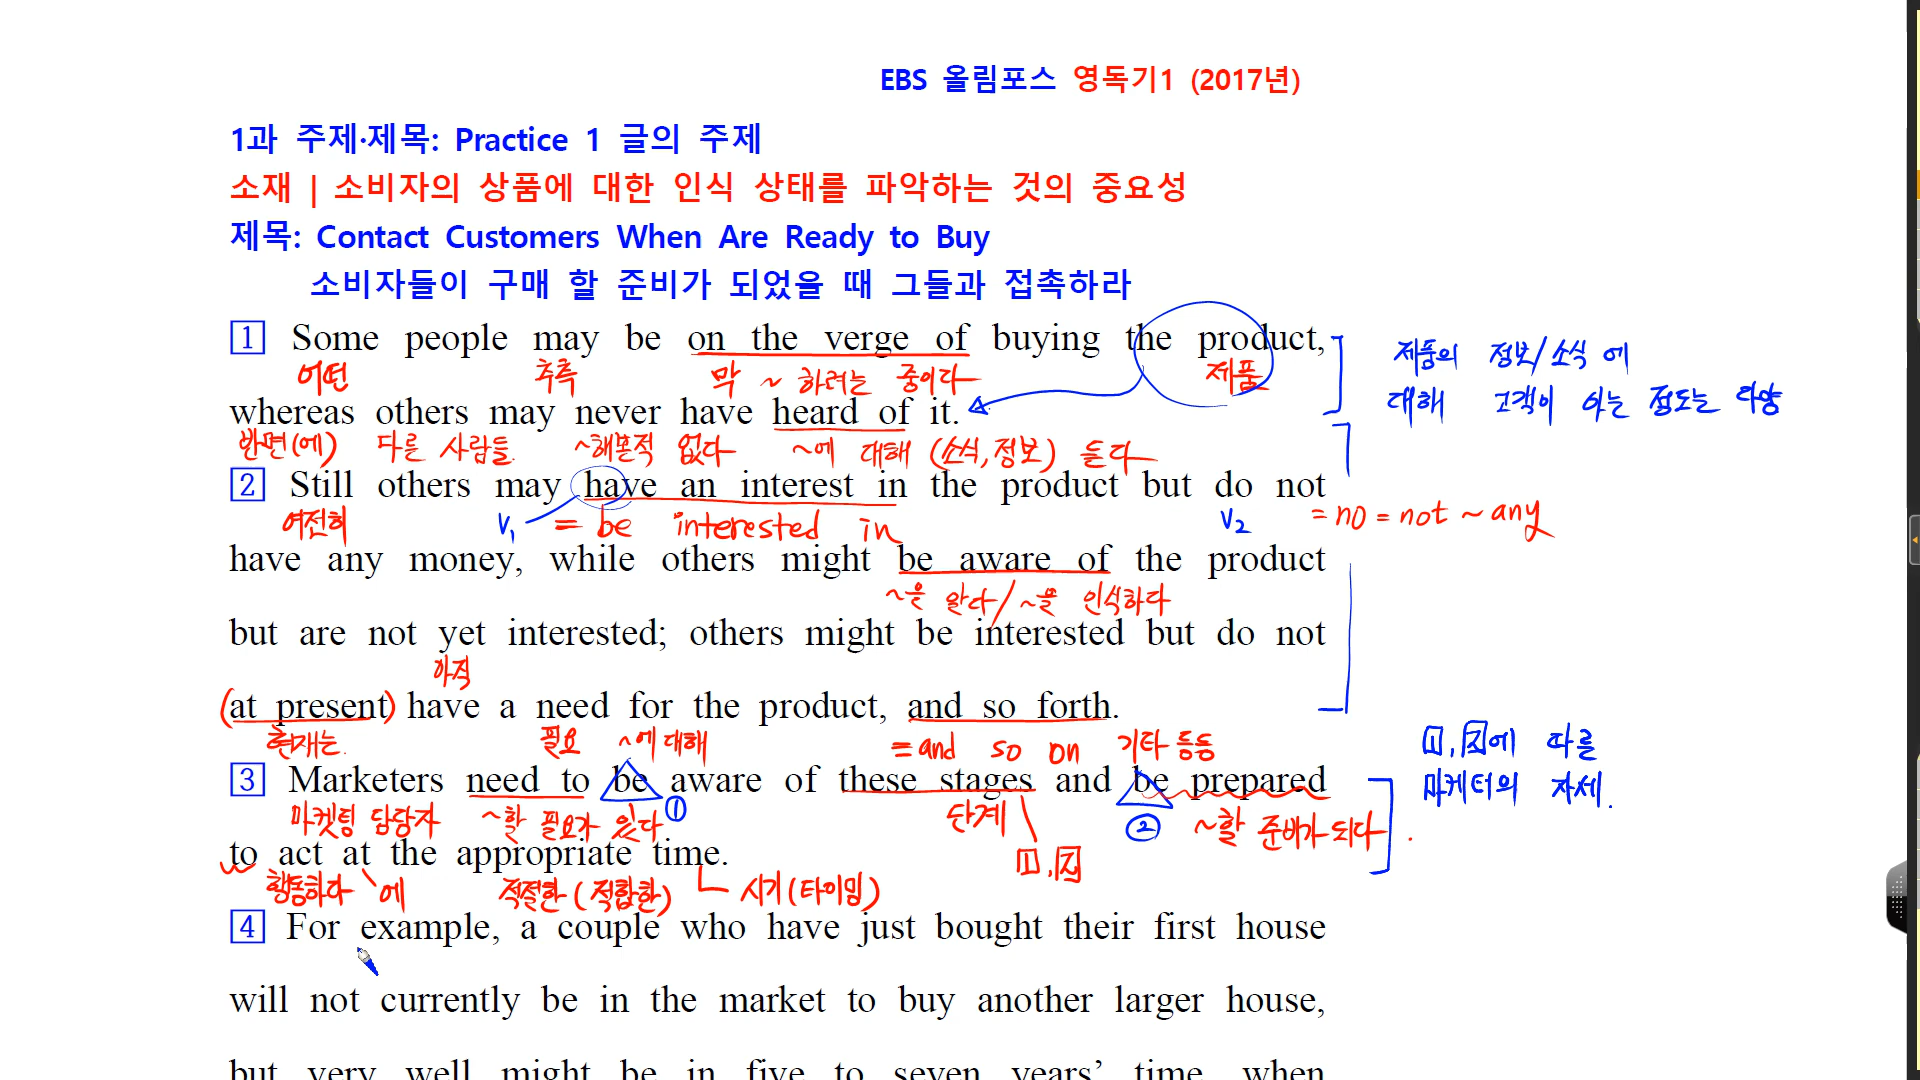 EBS 올림포스 영독기1 (2017년)
1과 주제·제목: Practice 1 글의 주제
소재 | 소비자의 상품에 대한 인식 상태를 파악하는 것의 중요성
제목: Contact Customers When Are Ready to Buy
소비자들이 구매 할 준비가 되었을 때 그들과 접촉하라
1 Some people may be on the verge of buying the product,
제품의 정보/소식 에
어떤 추측 막 ~ 하려는 중이다 제품
대해 고객이 아는 정도는 다양
whereas others may never have heard of it.
반면(에) 다른 사람들. ~해본적 없다 ~에 대해 (소식,정보) 듣다
2 Still others may have an interest in the product but do not
여전히 V₁ = be interested in V₂ = no = not ~ any
have any money, while others might be aware of the product
~을 알다/~을 인식하다
but are not yet interested; others might be interested but do not
아직
(at present) have a need for the product, and so forth.
현재는. 필요 ~에 대해 = and so on 기타 등등
1, 2에 따른
3 Marketers need to be aware of these stages and be prepared
마케터의 자세.
마켓팅 담당자 ~할 필요가 있다 ① 단계 ② ~할 준비가 되다.
to act at the appropriate time.
1, 2
행동하다 에 적절한 (적합한) 시기(타이밍)
4 For example, a couple who have just bought their first house
will not currently be in the market to buy another larger house,
but very well might be in five to seven years' time, when